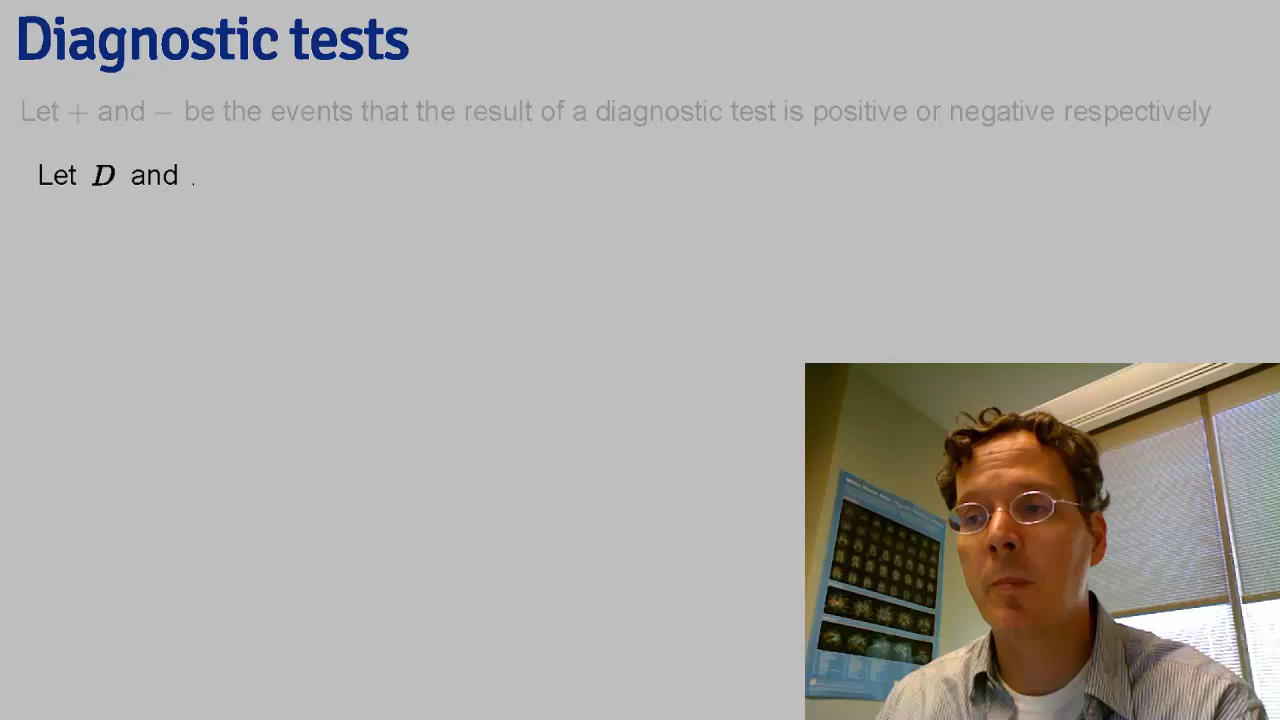 Diagnostic tests
Let + and − be the events that the result of a diagnostic test is positive or negative respectively
Let D and